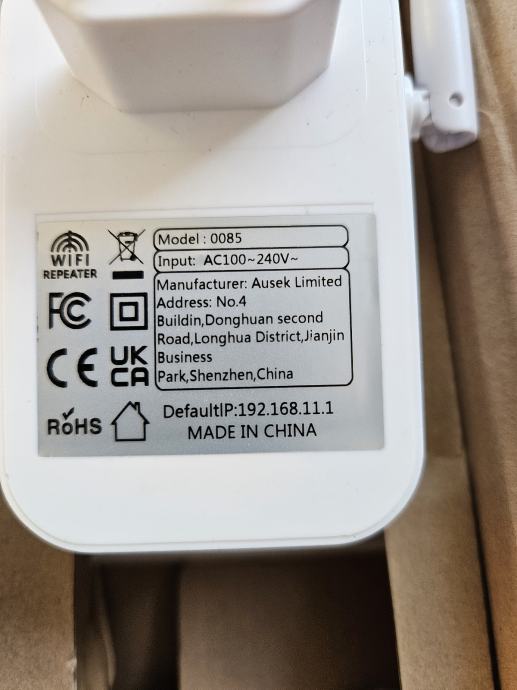 WiFi
REPEATER
FC
CE
UK
CA
RoHS
Model : 0085
Input: AC100~240V~
Manufacturer: Ausek Limited
Address: No.4
Buildin,Donghuan second
Road,Longhua District,Jianjin
Business
Park,Shenzhen,China
DefaultIP:192.168.11.1
MADE IN CHINA